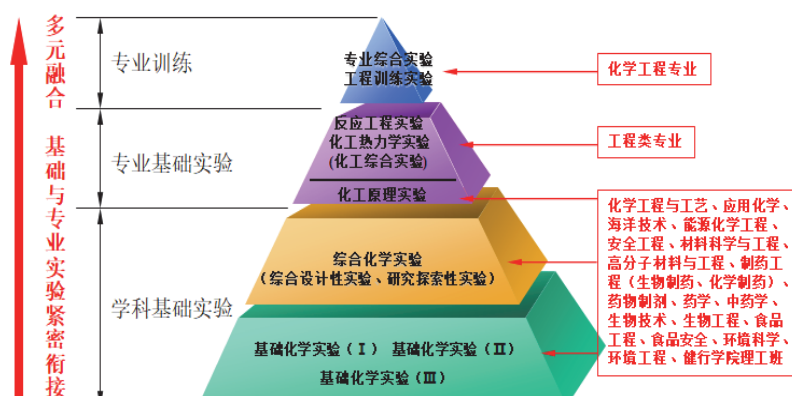 多元融合 基础与专业实验紧密衔接
专业训练
专业综合实验
工程训练实验
化学工程专业
专业基础实验
反应工程实验
化工热力学实验
(化工综合实验)
化工原理实验
工程类专业
学科基础实验
综合化学实验
(综合设计性实验、研究探索性实验)
基础化学实验(Ⅰ) 基础化学实验(Ⅱ)
基础化学实验(Ⅲ)
化学工程与工艺、应用化学、
海洋技术、能源化学工程、
安全工程、材料科学与工程、
高分子材料与工程、制药工
程(生物制药、化学制药)、
药物制剂、药学、中药学、
生物技术、生物工程、食品
工程、食品安全、环境科学、
环境工程、健行学院理工班